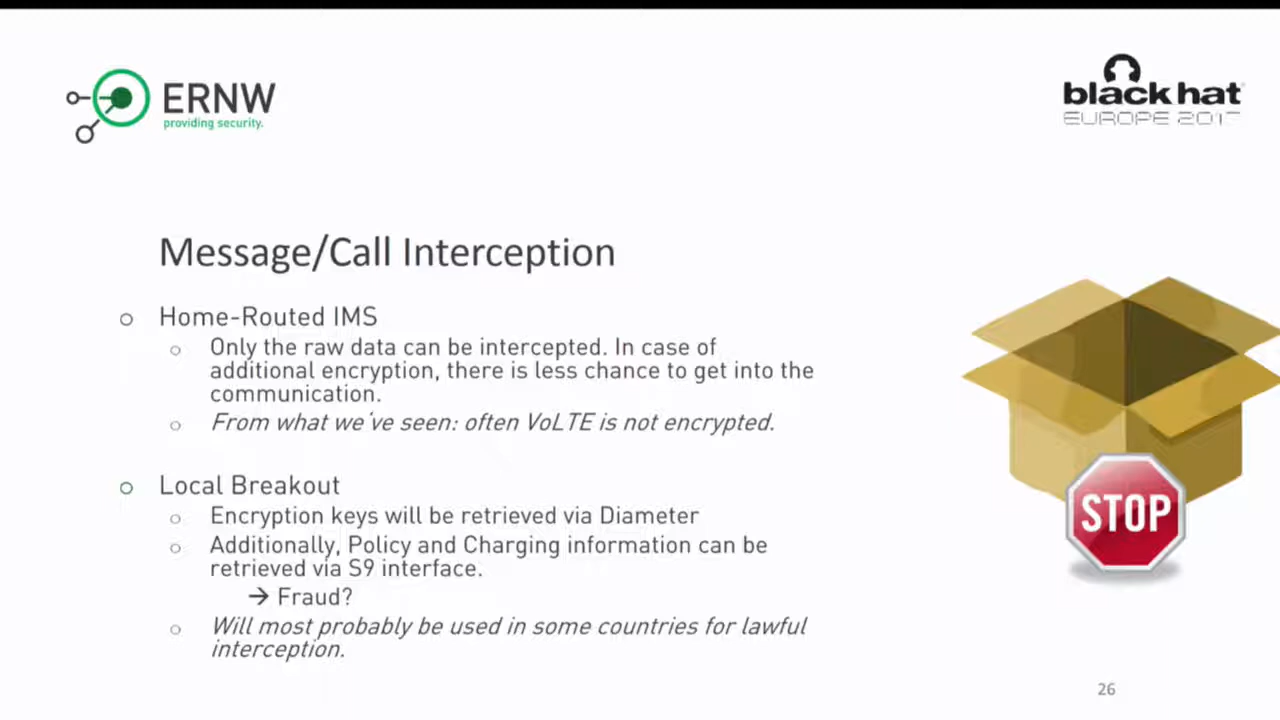 ERNW
providing security.
black hat
EUROPE 2017
Message/Call Interception
o Home-Routed IMS
o Only the raw data can be intercepted. In case of
additional encryption, there is less chance to get into the
communication.
o From what we've seen: often VoLTE is not encrypted.
o Local Breakout
o Encryption keys will be retrieved via Diameter
o Additionally, Policy and Charging information can be
retrieved via S9 interface.
→ Fraud?
o Will most probably be used in some countries for lawful
interception.
STOP
26